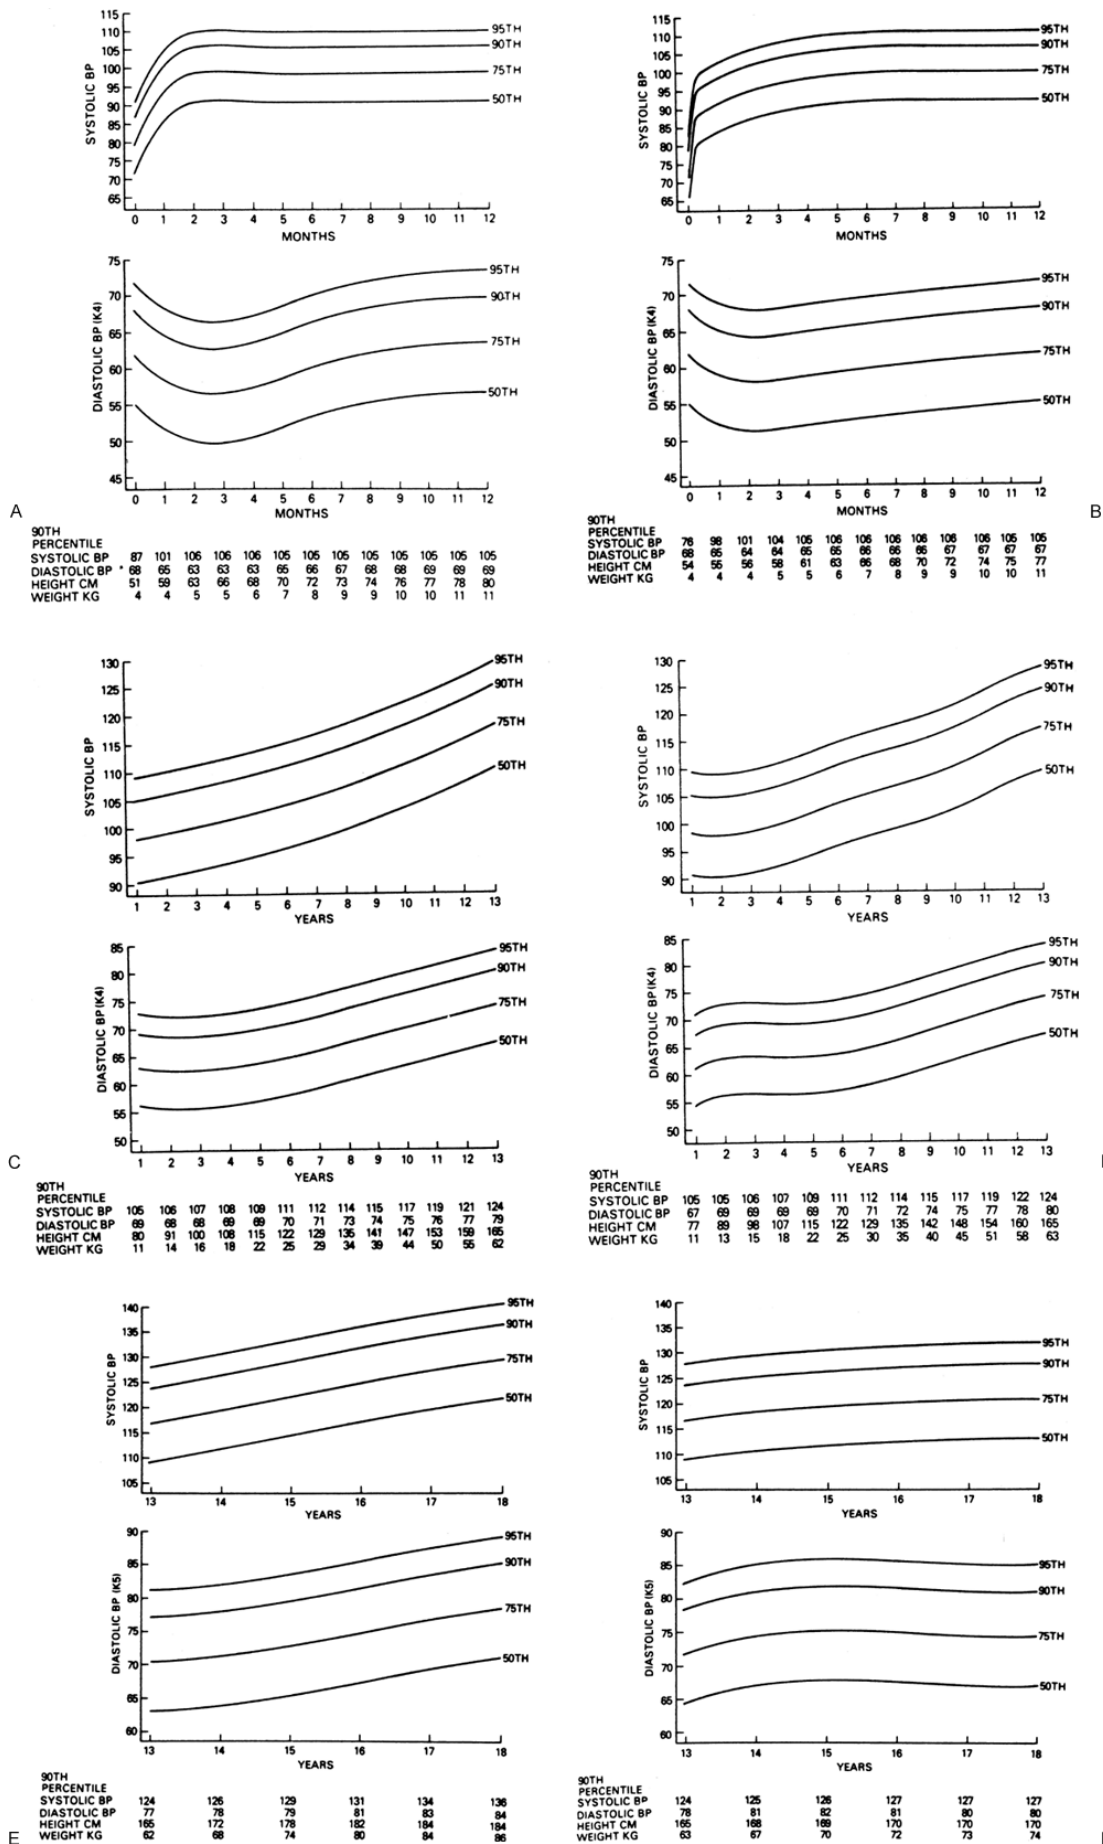 115
110
105
100
95
90
85
80
75
70
65
SYSTOLIC BP
95TH
90TH
75TH
50TH
0 1 2 3 4 5 6 7 8 9 10 11 12
MONTHS
75
70
65
60
55
50
45
DIASTOLIC BP (K4)
95TH
90TH
75TH
50TH
0 1 2 3 4 5 6 7 8 9 10 11 12
MONTHS
A
90TH
PERCENTILE
SYSTOLIC BP 87 101 106 106 106 105 105 105 105 105 105 105 105
DIASTOLIC BP 68 65 63 63 63 65 66 67 68 68 69 69 69
HEIGHT CM 51 59 63 66 68 70 72 73 74 76 77 78 80
WEIGHT KG 4 4 5 5 6 7 8 9 9 10 10 11 11
115
110
105
100
95
90
85
80
75
70
65
SYSTOLIC BP
95TH
90TH
75TH
50TH
0 1 2 3 4 5 6 7 8 9 10 11 12
MONTHS
75
70
65
60
55
50
45
DIASTOLIC BP (K4)
95TH
90TH
75TH
50TH
0 1 2 3 4 5 6 7 8 9 10 11 12
MONTHS
B
90TH
PERCENTILE
SYSTOLIC BP 76 98 101 104 105 106 106 106 106 106 106 105 105
DIASTOLIC BP 68 65 64 64 65 65 66 66 66 67 67 67 67
HEIGHT CM 54 55 56 58 61 63 66 68 70 72 74 75 77
WEIGHT KG 4 4 4 5 5 6 7 8 9 9 10 10 11
130
125
120
115
110
105
100
95
90
SYSTOLIC BP
95TH
90TH
75TH
50TH
1 2 3 4 5 6 7 8 9 10 11 12 13
YEARS
85
80
75
70
65
60
55
50
DIASTOLIC BP (K4)
95TH
90TH
75TH
50TH
1 2 3 4 5 6 7 8 9 10 11 12 13
YEARS
C
90TH
PERCENTILE
SYSTOLIC BP 105 106 107 108 109 111 112 114 115 117 119 121 124
DIASTOLIC BP 69 68 68 69 69 70 71 73 74 75 76 77 79
HEIGHT CM 80 91 100 108 115 122 129 135 141 147 153 159 165
WEIGHT KG 11 14 16 18 22 25 29 34 39 44 50 55 62
130
125
120
115
110
105
100
95
90
SYSTOLIC BP
95TH
90TH
75TH
50TH
1 2 3 4 5 6 7 8 9 10 11 12 13
YEARS
85
80
75
70
65
60
55
50
DIASTOLIC BP (K4)
95TH
90TH
75TH
50TH
1 2 3 4 5 6 7 8 9 10 11 12 13
YEARS
90TH
PERCENTILE
SYSTOLIC BP 105 105 106 107 109 111 112 114 115 117 119 122 124
DIASTOLIC BP 67 69 69 69 69 70 71 72 74 75 77 78 80
HEIGHT CM 77 89 98 107 115 122 129 135 142 148 154 160 165
WEIGHT KG 11 13 15 18 22 25 30 35 40 45 51 58 63
140
135
130
125
120
115
110
105
SYSTOLIC BP
95TH
90TH
75TH
50TH
13 14 15 16 17 18
YEARS
90
85
80
75
70
65
60
DIASTOLIC BP (K5)
95TH
90TH
75TH
50TH
13 14 15 16 17 18
YEARS
90TH
PERCENTILE
SYSTOLIC BP 124 126 129 131 134 136
DIASTOLIC BP 77 78 79 81 83 84
HEIGHT CM 165 172 178 182 184 184
WEIGHT KG 62 68 74 80 84 86
E
140
135
130
125
120
115
110
105
SYSTOLIC BP
95TH
90TH
75TH
50TH
13 14 15 16 17 18
YEARS
90
85
80
75
70
65
60
DIASTOLIC BP (K5)
95TH
90TH
75TH
50TH
13 14 15 16 17 18
YEARS
90TH
PERCENTILE
SYSTOLIC BP 124 125 126 127 127 127
DIASTOLIC BP 78 81 82 81 80 80
HEIGHT CM 165 168 169 170 170 170
WEIGHT KG 63 67 70 72 73 74